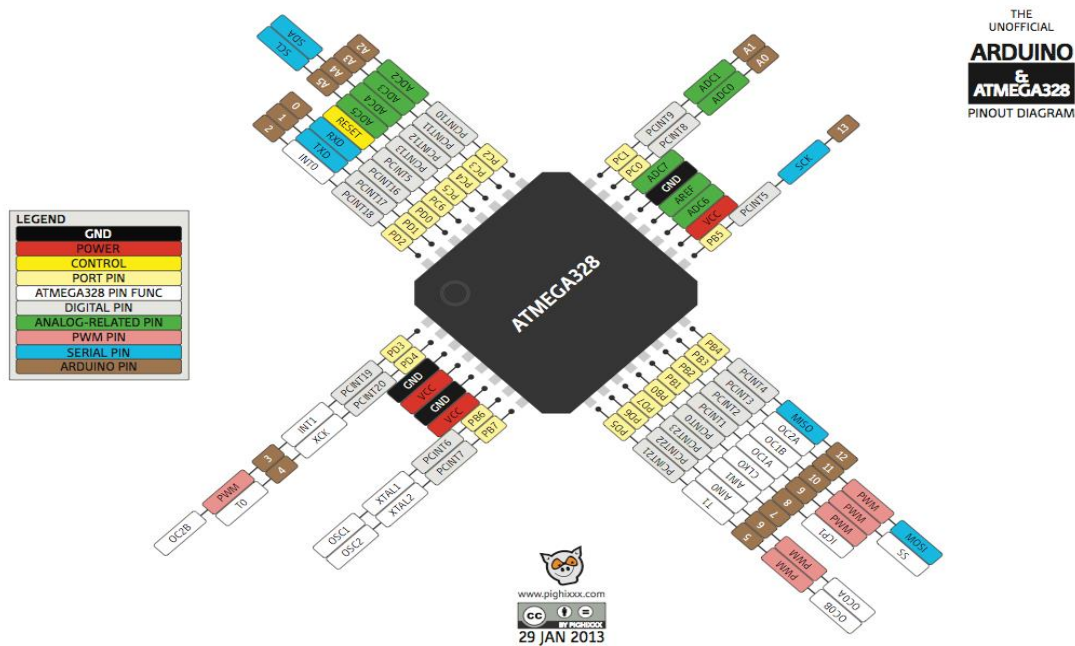 THE
UNOFFICIAL
ARDUINO
&
ATMEGA328
PINOUT DIAGRAM
LEGEND
GND
POWER
CONTROL
PORT PIN
ATMEGA328 PIN FUNC
DIGITAL PIN
ANALOG-RELATED PIN
PWM PIN
SERIAL PIN
ARDUINO PIN
ATMEGA328
SDA A4 ADC4 PCINT12 PC4
SCL A5 ADC5 PCINT13 PC5
A2 ADC2 PCINT10 PC2
A3 ADC3 PCINT11 PC3
RESET PCINT5 PC6
0 RXD PCINT16 PD0
1 TXD PCINT17 PD1
2 INT0 PCINT18 PD2
PC1 PCINT9 ADC1 A1
PC0 PCINT8 ADC0 A0
ADC7
GND
AREF
ADC6
VCC
PB5 PCINT5 SCK 13
OC2B PWM 3 INT1 PCINT19 PD3
T0 4 XCK PCINT20 PD4
GND
VCC
GND
VCC
OSC1 XTAL1 PCINT6 PB6
OSC2 XTAL2 PCINT7 PB7
PB4 PCINT4 MISO 12
PB3 PCINT3 OC2A 11 PWM MOSI
PB2 PCINT2 OC1B 10 PWM SS
PB1 PCINT1 OC1A 9 PWM
PB0 PCINT0 CLKO 8 ICP1
PD7 PCINT23 AIN1 7
PD6 PCINT22 AIN0 6 PWM OC0A
PD5 PCINT21 T1 5 PWM OC0B
www.pighixxx.com
cc
BY PIGHIXXX
29 JAN 2013